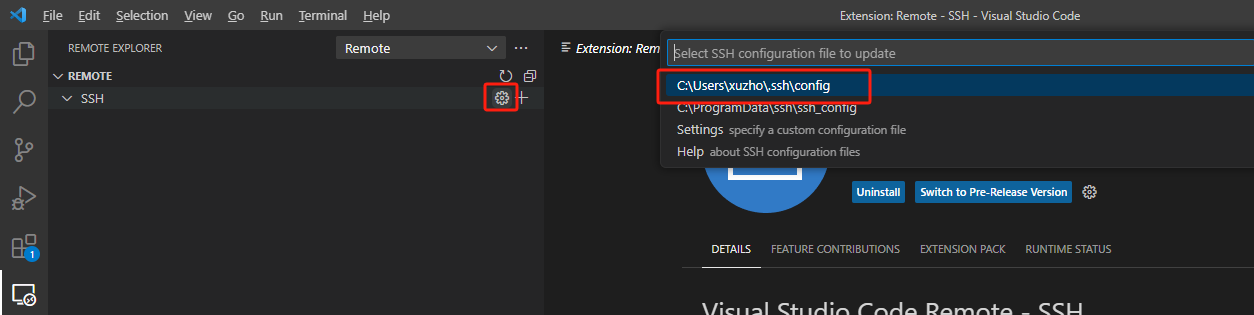 File Edit Selection View Go Run Terminal Help
Extension: Remote - SSH - Visual Studio Code
REMOTE EXPLORER
Remote
Extension: Rem
Select SSH configuration file to update
REMOTE
C:\Users\xuzho\.ssh\config
SSH
C:\ProgramData\ssh\ssh_config
Settings specify a custom configuration file
Help about SSH configuration files
Uninstall
Switch to Pre-Release Version
1
DETAILS FEATURE CONTRIBUTIONS EXTENSION PACK RUNTIME STATUS
Visual Studio Code Remote - SSH